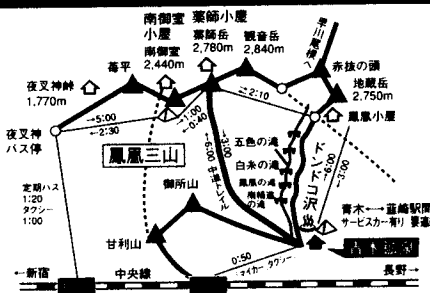 南御室
小屋
薬師小屋
南御室
2,440m
薬師岳
2,780m
観音岳
2,840m
早川尾根へ
赤抜の頭
地蔵岳
2,750m
鳳凰小屋
苺平
夜叉神峠
1,770m
夜叉神
バス停
→5:00
←2:30
→1:00
←0:40
→2:10
鳳凰三山
→3:00
←6:00
中道トレイル
五色の滝
白糸の滝
鳳凰の滝
南精進
の滝
ドンドコ沢
←6:00
→3:00
御所山
甘利山
定期バス
1:20
タクシー
1:00
青木↔韮崎駅間
サービスカー有り
0:50
マイカー タクシー
←新宿
中央線
長野→